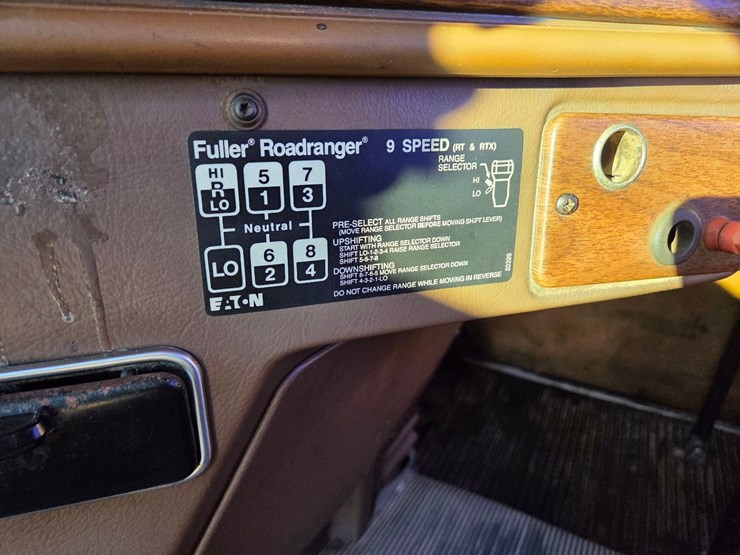 Fuller® Roadranger® 9 SPEED (RT & RTX)
RANGE
SELECTOR
HI
LO
HI
R
LO
5
1
7
3
Neutral
LO
6
2
8
4
PRE-SELECT ALL RANGE SHIFTS
(MOVE RANGE SELECTOR BEFORE MOVING SHIFT LEVER)
UPSHIFTING
START WITH RANGE SELECTOR DOWN
SHIFT LO-1-2-3-4 RAISE RANGE SELECTOR
SHIFT 5-6-7-8
DOWNSHIFTING
SHIFT 8-7-6-5 MOVE RANGE SELECTOR DOWN
SHIFT 4-3-2-1-LO
DO NOT CHANGE RANGE WHILE MOVING IN REVERSE
EATON